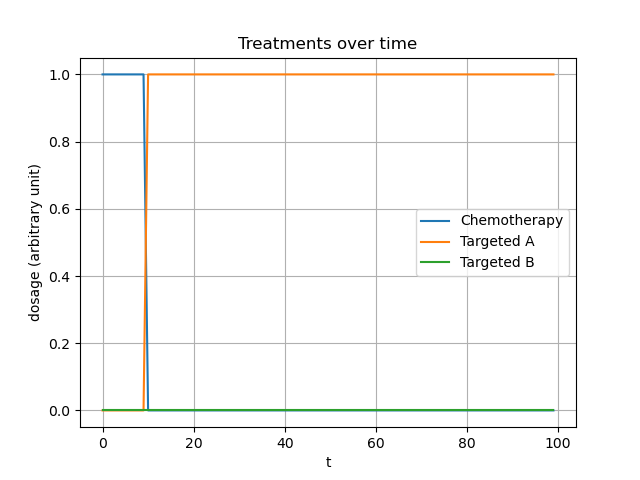 Treatments over time
dosage (arbitrary unit)
1.0
0.8
0.6
0.4
0.2
0.0
Chemotherapy
Targeted A
Targeted B
0 20 40 60 80 100
t